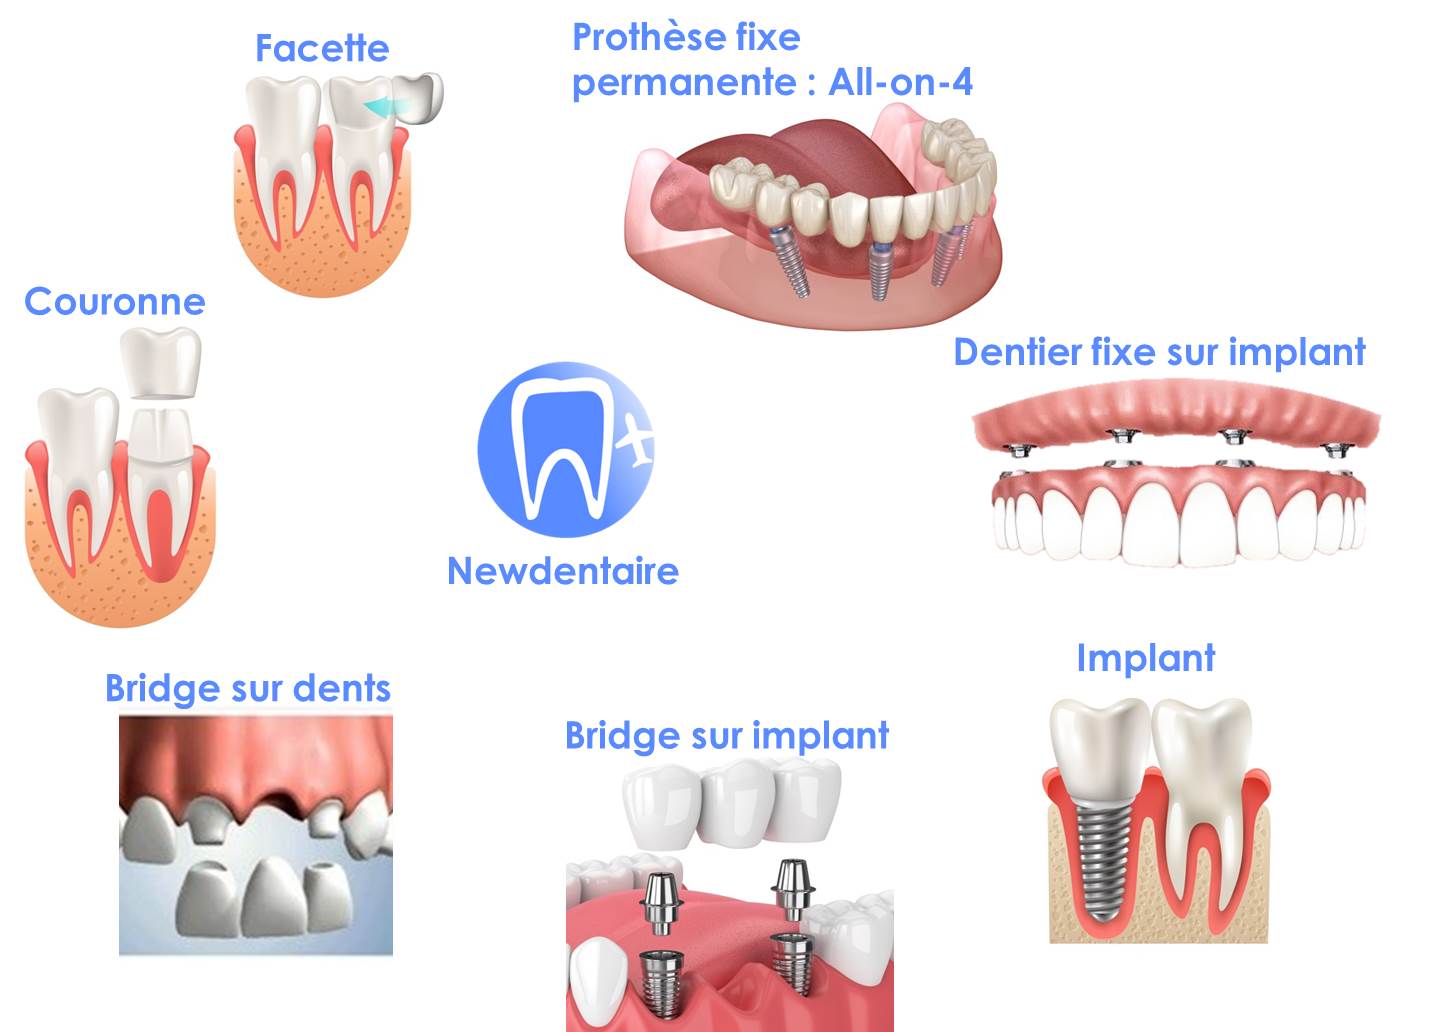 Facette
Prothèse fixe
permanente : All-on-4
Couronne
Dentier fixe sur implant
Newdentaire
Bridge sur dents
Implant
Bridge sur implant